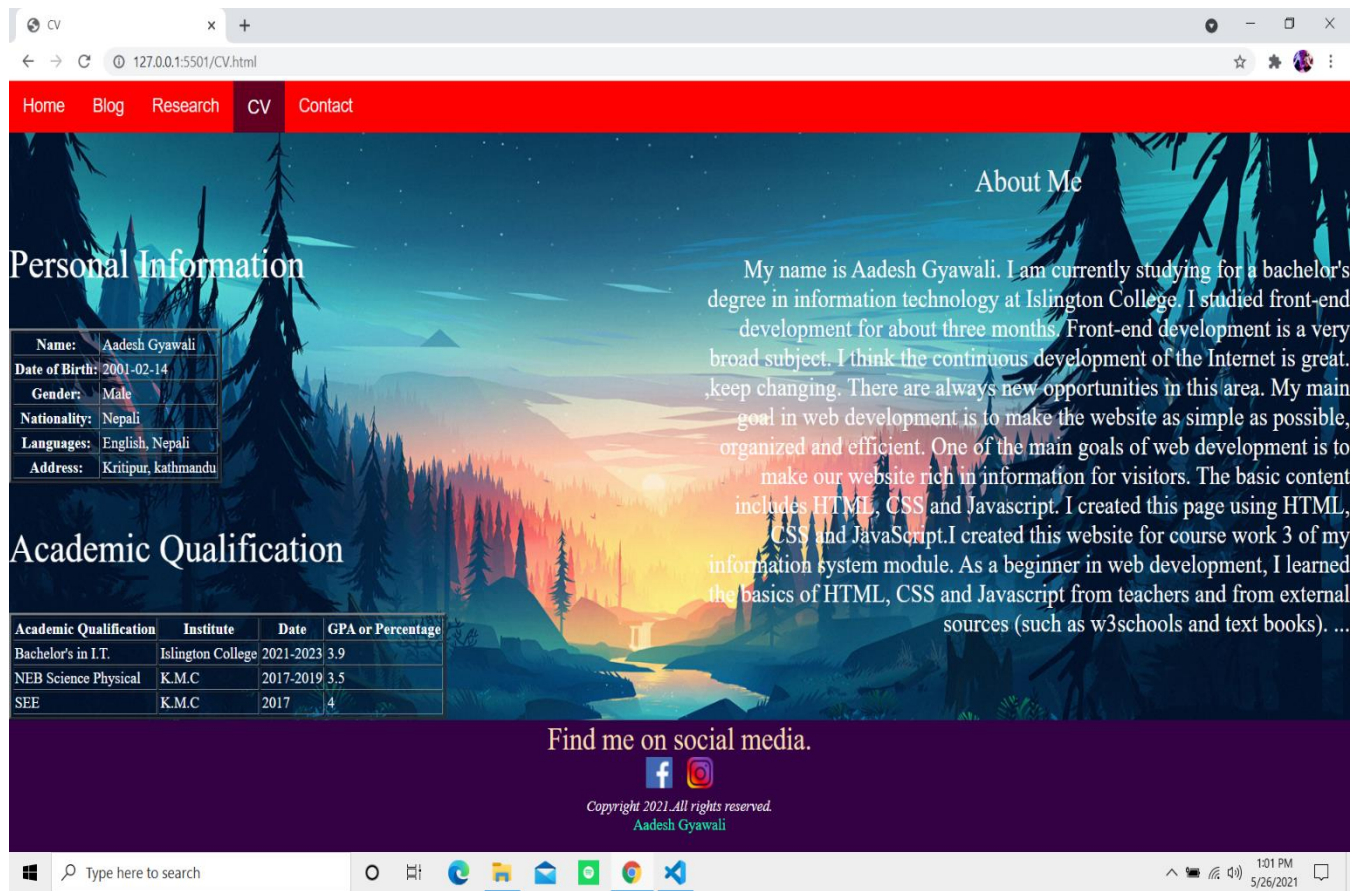 CV
127.0.0.1:5501/CV.html
Home Blog Research CV Contact
Personal Information
Name: Aadesh Gyawali
Date of Birth: 2001-02-14
Gender: Male
Nationality: Nepali
Languages: English, Nepali
Address: Kritipur, kathmandu
Academic Qualification
Academic Qualification Institute Date GPA or Percentage
Bachelor's in I.T. Islington College 2021-2023 3.9
NEB Science Physical K.M.C 2017-2019 3.5
SEE K.M.C 2017 4
About Me
My name is Aadesh Gyawali. I am currently studying for a bachelor's
degree in information technology at Islington College. I studied front-end
development for about three months. Front-end development is a very
broad subject. I think the continuous development of the Internet is great.
,keep changing. There are always new opportunities in this area. My main
goal in web development is to make the website as simple as possible,
organized and efficient. One of the main goals of web development is to
make our website rich in information for visitors. The basic content
includes HTML, CSS and Javascript. I created this page using HTML,
CSS and JavaScript.I created this website for course work 3 of my
information system module. As a beginner in web development, I learned
the basics of HTML, CSS and Javascript from teachers and from external
sources (such as w3schools and text books). ...
Find me on social media.
Copyright 2021.All rights reserved.
Aadesh Gyawali
Type here to search
1:01 PM
5/26/2021